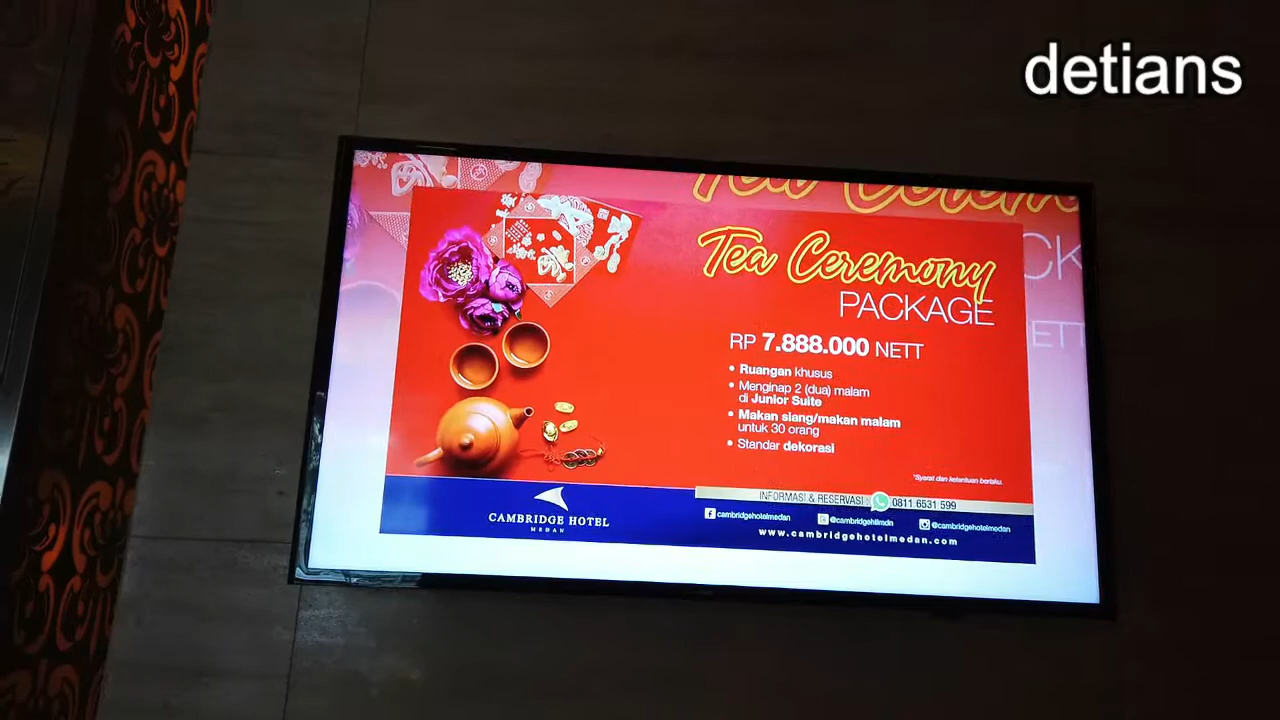 detians
Tea Ceremony
PACKAGE
RP 7.888.000 NETT
• Ruangan khusus
• Menginap 2 (dua) malam
di Junior Suite
• Makan siang/makan malam
untuk 30 orang
• Standar dekorasi
*Syarat dan ketentuan berlaku.
INFORMASI & RESERVASI : 0811 6531 599
cambridgehotelmedan @cambridgehtlmdn @cambridgehotelmedan
www.cambridgehotelmedan.com
CAMBRIDGE HOTEL
MEDAN